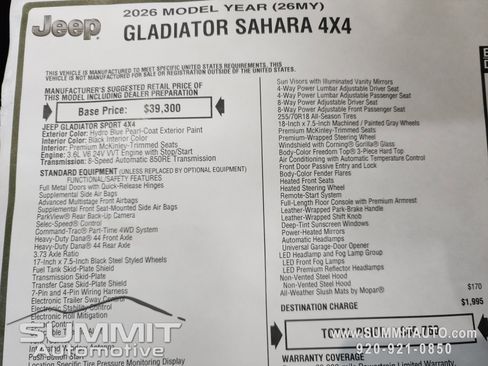 Jeep
2026 MODEL YEAR (26MY)
GLADIATOR SAHARA 4X4
THIS VEHICLE IS MANUFACTURED TO MEET SPECIFIC UNITED STATES REQUIREMENTS. THIS
VEHICLE IS NOT MANUFACTURED FOR SALE OR REGISTRATION OUTSIDE OF THE UNITED STATES.
MANUFACTURER'S SUGGESTED RETAIL PRICE OF
THIS MODEL INCLUDING DEALER PREPARATION
Base Price: $39,300
JEEP GLADIATOR SPORT 4X4
Exterior Color: Hydro Blue Pearl-Coat Exterior Paint
Interior Color: Black Interior Color
Interior: Premium McKinley-Trimmed Seats
Engine: 3.6L V6 24V VVT Engine with Stop/Start
Transmission: 8-Speed Automatic 850RE Transmission
STANDARD EQUIPMENT (UNLESS REPLACED BY OPTIONAL EQUIPMENT)
FUNCTIONAL/SAFETY FEATURES
Full Metal Doors with Quick-Release Hinges
Supplemental Side Air Bags
Advanced Multistage Front Airbags
Supplemental Front Seat-Mounted Side Air Bags
ParkView® Rear Back-Up Camera
Selec-Speed® Control
Command-Trac® Part-Time 4WD System
Heavy-Duty Dana® 44 Front Axle
Heavy-Duty Dana® 44 Rear Axle
3.73 Axle Ratio
17-Inch x 7.5-Inch Black Steel Styled Wheels
Fuel Tank Skid-Plate Shield
Transmission Skid-Plate
Transfer Case Skid-Plate Shield
7-Pin and 4-Pin Wiring Harness
Electronic Trailer Sway Control
Electronic Stability Control
Electronic Roll Mitigation
Push-Button Start
Location Specific Tire Pressure Monitoring Display
Sun Visors with Illuminated Vanity Mirrors
4-Way Power Lumbar Adjustable Driver Seat
4-Way Power Lumbar Adjustable Passenger Seat
8-Way Power Adjustable Driver Seat
8-Way Power Adjustable Front Passenger Seat
255/70R18 All-Season Tires
18-Inch x 7.5-Inch Machined / Painted Gray Wheels
Premium McKinley-Trimmed Seats
Premium-Wrapped Steering Wheel
Windshield with Corning® Gorilla® Glass
Body-Color Freedom Top® 3-Piece Hard Top
Air Conditioning with Automatic Temperature Control
Front Door Passive Entry and Lock
Body-Color Fender Flares
Heated Front Seats
Heated Steering Wheel
Remote-Start System
Full-Length Floor Console with Premium Armrest
Leather-Wrapped Park-Brake Handle
Leather-Wrapped Shift Knob
Deep-Tint Sunscreen Windows
Power-Heated Mirrors
Automatic Headlamps
Universal Garage-Door Opener
LED Headlamp and Fog Lamp Group
LED Front Fog Lamps
LED Premium Reflector Headlamps
Non-Vented Steel Hood
Non-Vented Steel Hood
All-Weather Slush Mats by Mopar® $170
DESTINATION CHARGE $1,995
WARRANTY COVERAGE
SUMMIT
Automotive
WWW.SUMMITAUTO.COM
920-921-0850